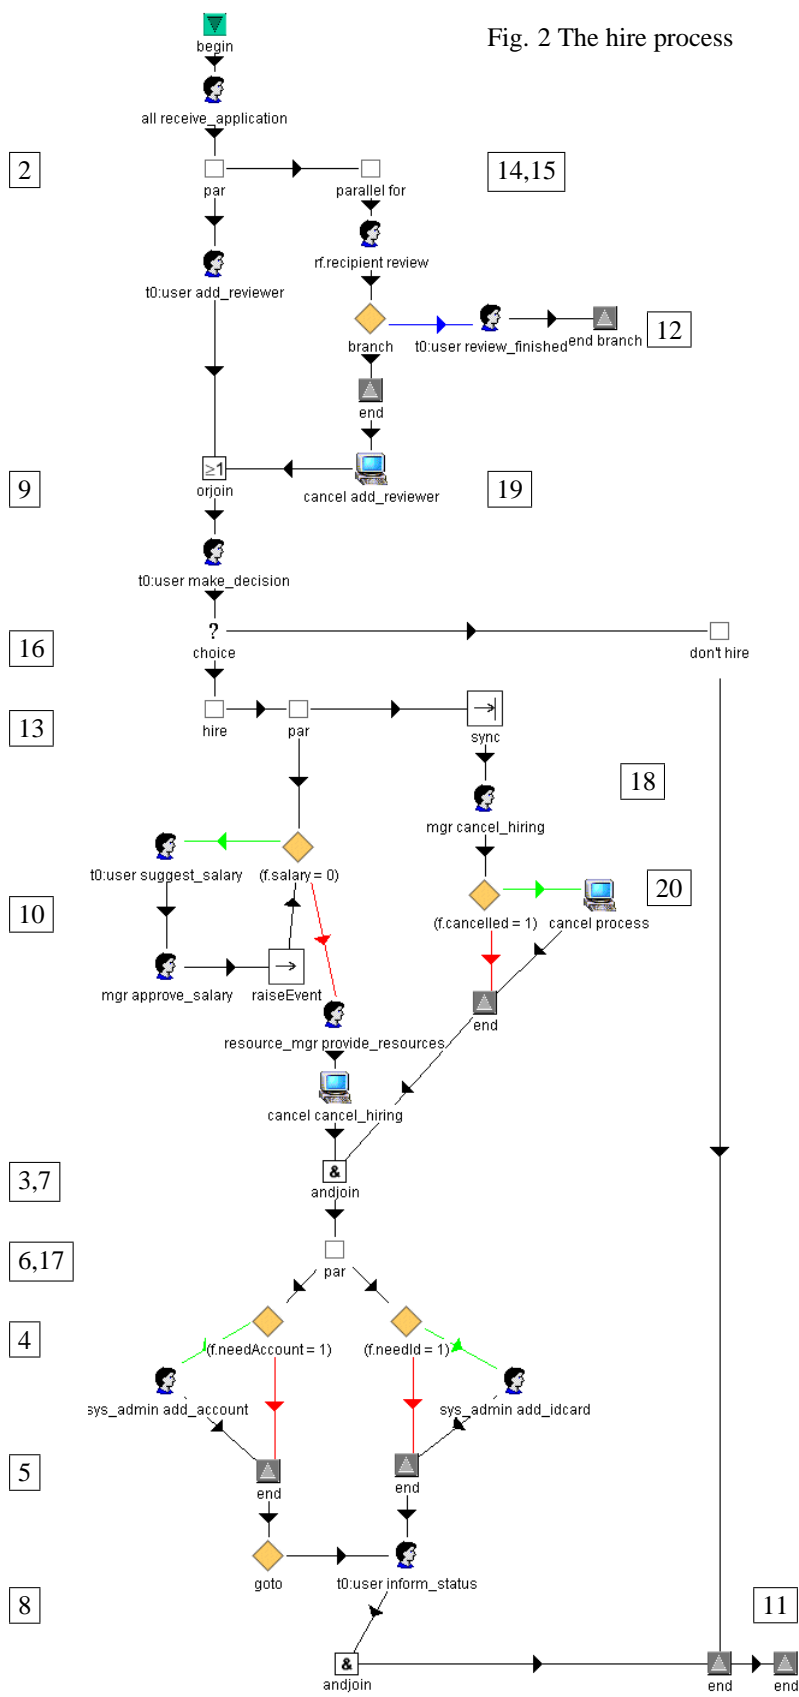 Fig. 2 The hire process
begin
all receive_application
2
14,15
par
parallel for
rf.recipient review
t0:user add_reviewer
12
branch
t0:user review_finished
end branch
end
9
≥1
19
orjoin
cancel add_reviewer
t0:user make_decision
16
?
choice
don't hire
13
hire
par
sync
18
mgr cancel_hiring
t0:user suggest_salary
(f.salary = 0)
20
10
(f.cancelled = 1)
cancel process
mgr approve_salary
raiseEvent
end
resource_mgr provide_resources
cancel cancel_hiring
3,7
&
andjoin
6,17
par
4
(f.needAccount = 1)
(f.needId = 1)
sys_admin add_account
sys_admin add_idcard
5
end
end
goto
t0:user inform_status
8
11
&
andjoin
end
end